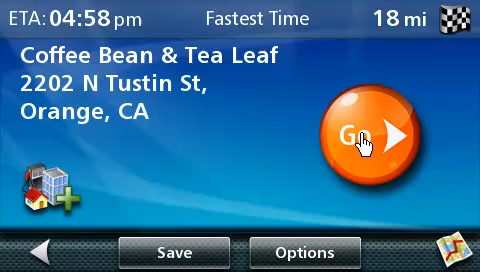 ETA: 04:58 pm Fastest Time 18 mi
Coffee Bean & Tea Leaf
2202 N Tustin St,
Orange, CA
Go
Save Options